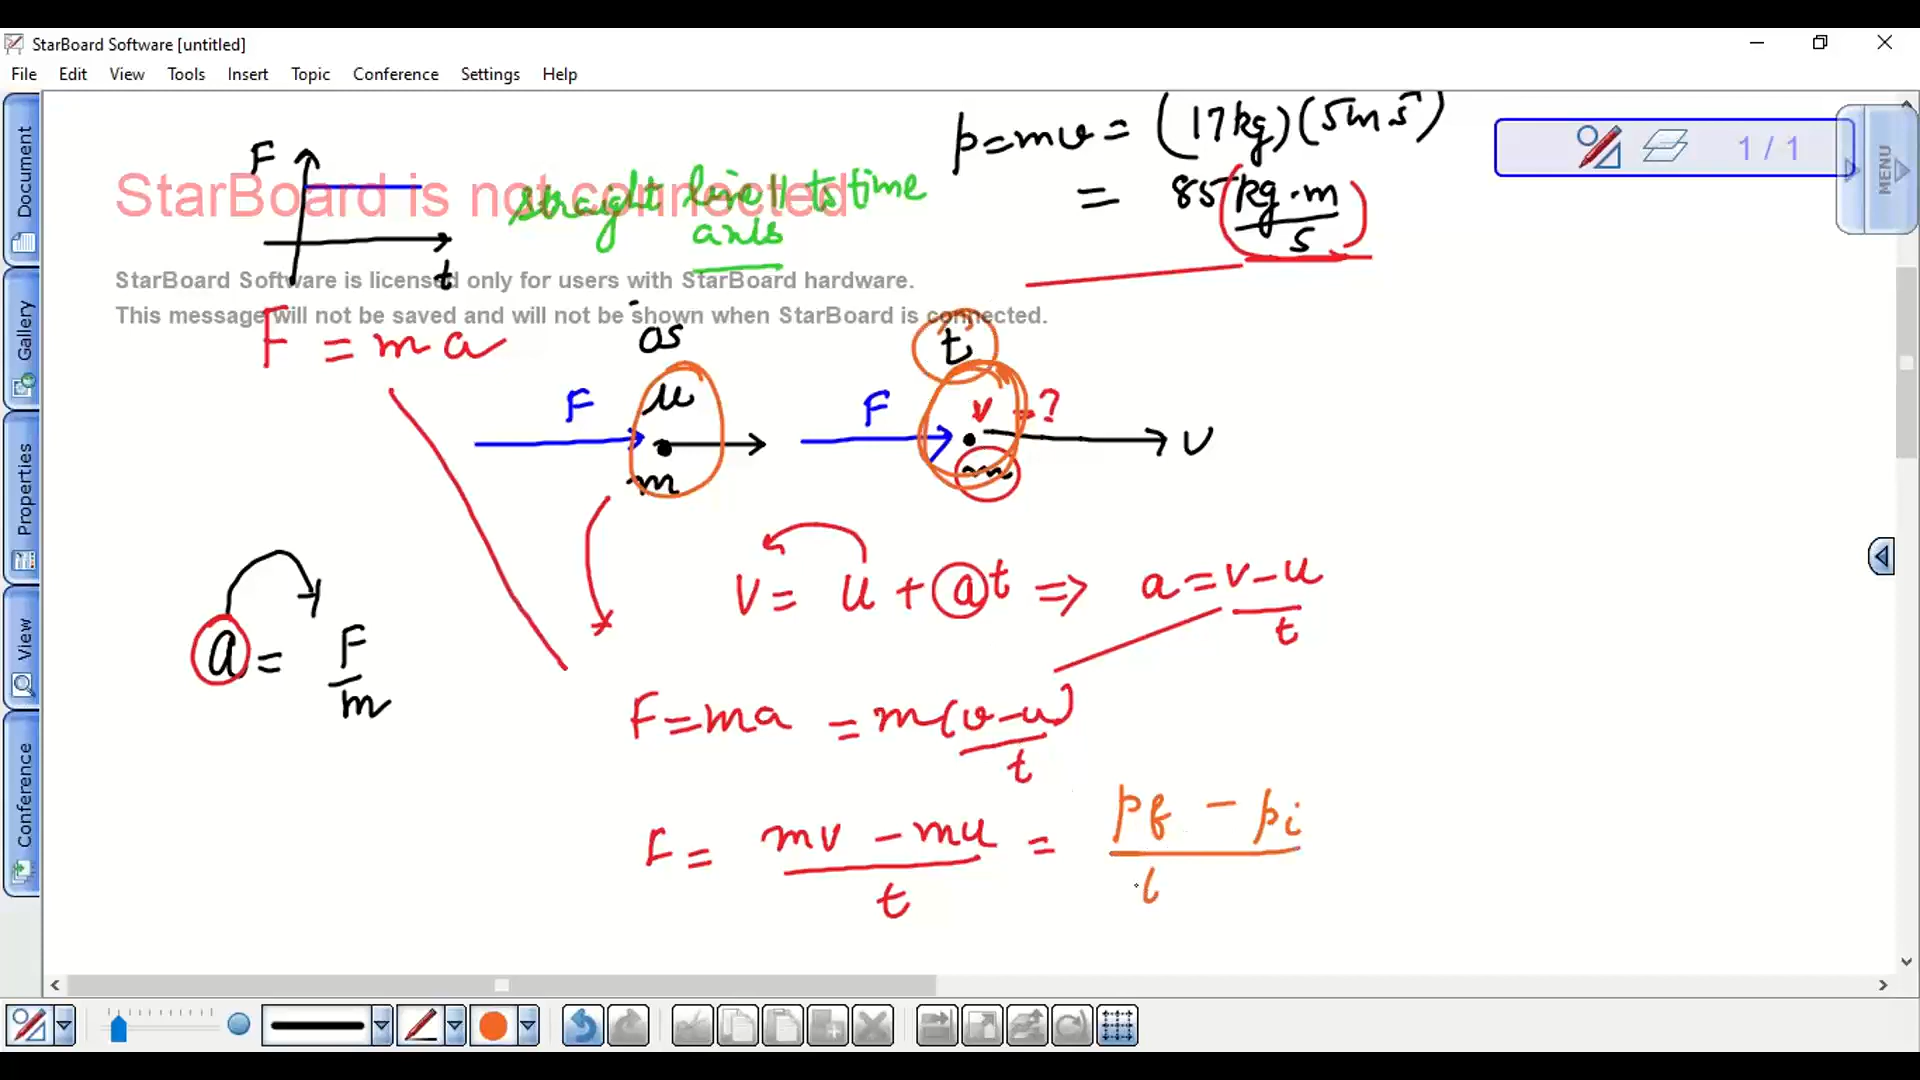 StarBoard Software [untitled]
File Edit View Tools Insert Topic Conference Settings Help
Document
Gallery
Properties
View
Conference
MENU
1 / 1
p = mv = (17kg)(5ms⁻¹)
= 85 kg·m/s
F
t
straight line || to time
axis
StarBoard is not connected
StarBoard Software is licensed only for users with StarBoard hardware.
This message will not be saved and will not be shown when StarBoard is connected.
F = ma
0s
t
F u m
F v = ? m v
v = u + at ⇒ a = v-u/t
a = F/m
F = ma = m(v-u)/t
F = mv - mu/t = pf - pi/t